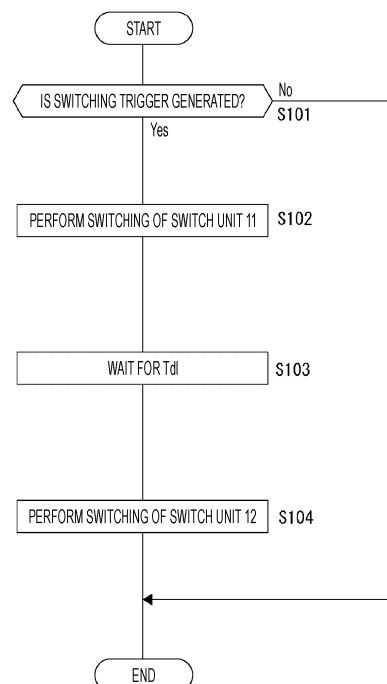 START
IS SWITCHING TRIGGER GENERATED?
No
S101
Yes
PERFORM SWITCHING OF SWITCH UNIT 11
S102
WAIT FOR Tdl
S103
PERFORM SWITCHING OF SWITCH UNIT 12
S104
END